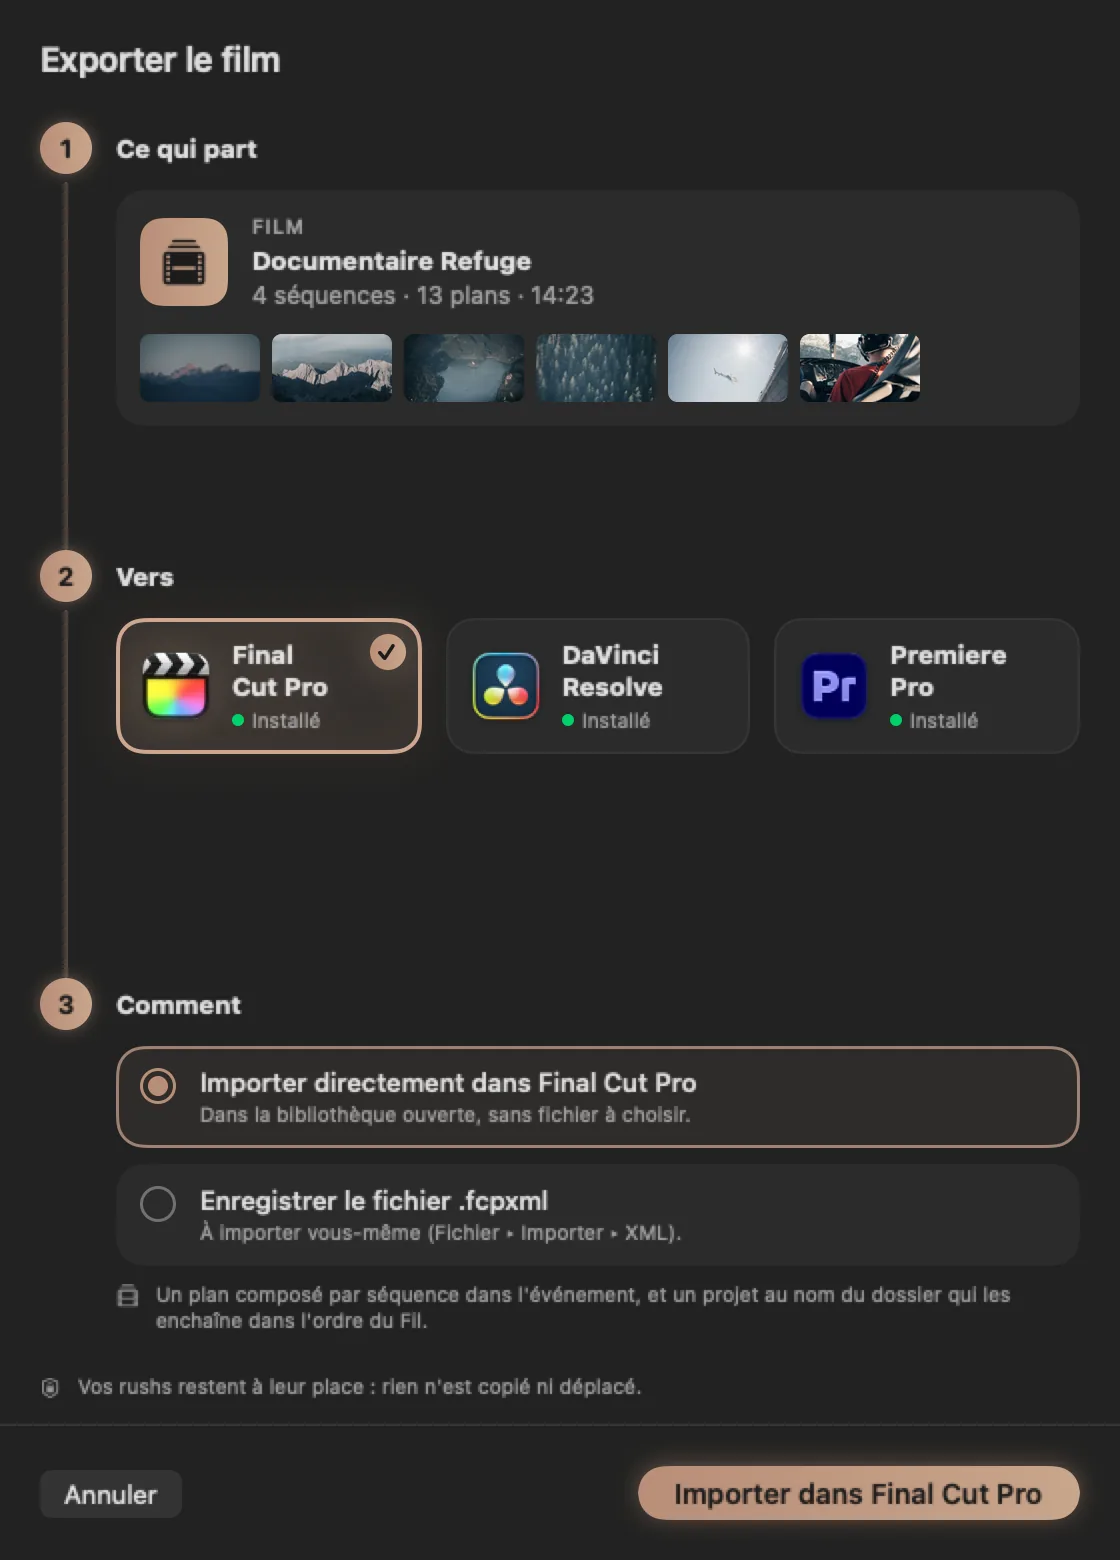 Exporter le film
1
Ce qui part
FILM
Documentaire Refuge
4 séquences · 13 plans · 14:23
2
Vers
Final
Cut Pro
Installé
DaVinci
Resolve
Installé
Pr
Premiere
Pro
Installé
3
Comment
Importer directement dans Final Cut Pro
Dans la bibliothèque ouverte, sans fichier à choisir.
Enregistrer le fichier .fcpxml
À importer vous-même (Fichier ▸ Importer ▸ XML).
Un plan composé par séquence dans l'événement, et un projet au nom du dossier qui les
enchaîne dans l'ordre du Fil.
Vos rushs restent à leur place : rien n'est copié ni déplacé.
Annuler
Importer dans Final Cut Pro